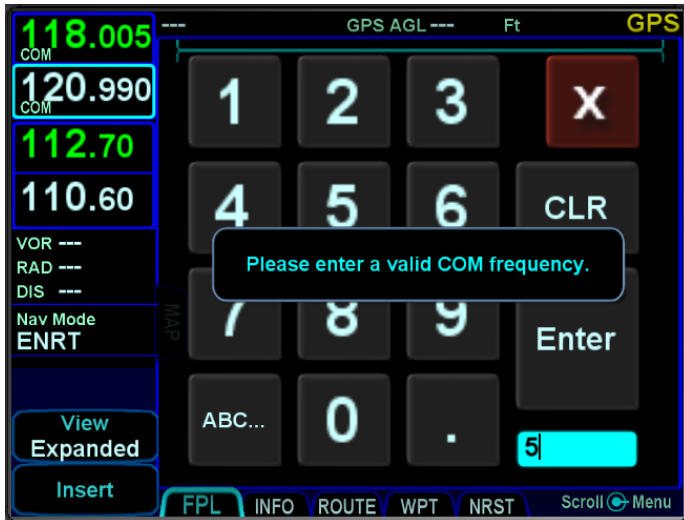 118.005
COM
120.990
COM
112.70
110.60
VOR ---
RAD ---
DIS ---
Nav Mode
ENRT
View
Expanded
Insert
--- GPS AGL --- Ft GPS
1 2 3 X
4 5 6 CLR
Please enter a valid COM frequency.
MAP
7 8 9 Enter
ABC... 0 .
5
FPL INFO ROUTE WPT NRST Scroll Menu